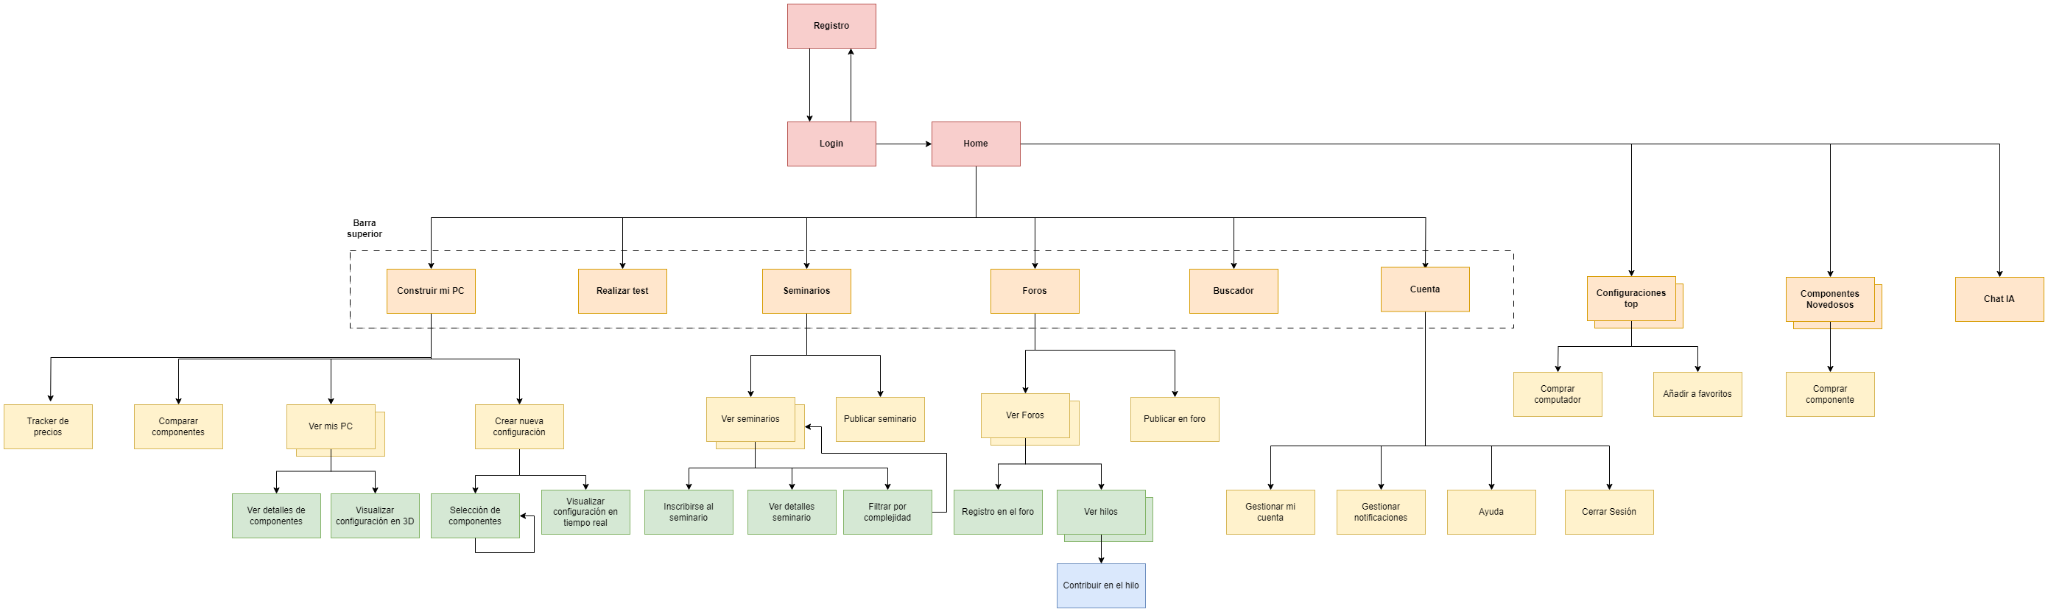 Registro
Login
Home
Barra
superior
Construir mi PC
Realizar test
Seminarios
Foros
Buscador
Cuenta
Configuraciones
top
Componentes
Novedosos
Chat IA
Comprar
computador
Añadir a favoritos
Comprar
componente
Tracker de
precios
Comparar
componentes
Ver mis PC
Crear nueva
configuración
Ver seminarios
Publicar seminario
Ver Foros
Publicar en foro
Ver detalles de
componentes
Visualizar
configuración en 3D
Selección de
componentes
Visualizar
configuración en
tiempo real
Inscribirse al
seminario
Ver detalles
seminario
Filtrar por
complejidad
Registro en el foro
Ver hilos
Gestionar mi
cuenta
Gestionar
notificaciones
Ayuda
Cerrar Sesión
Contribuir en el hilo